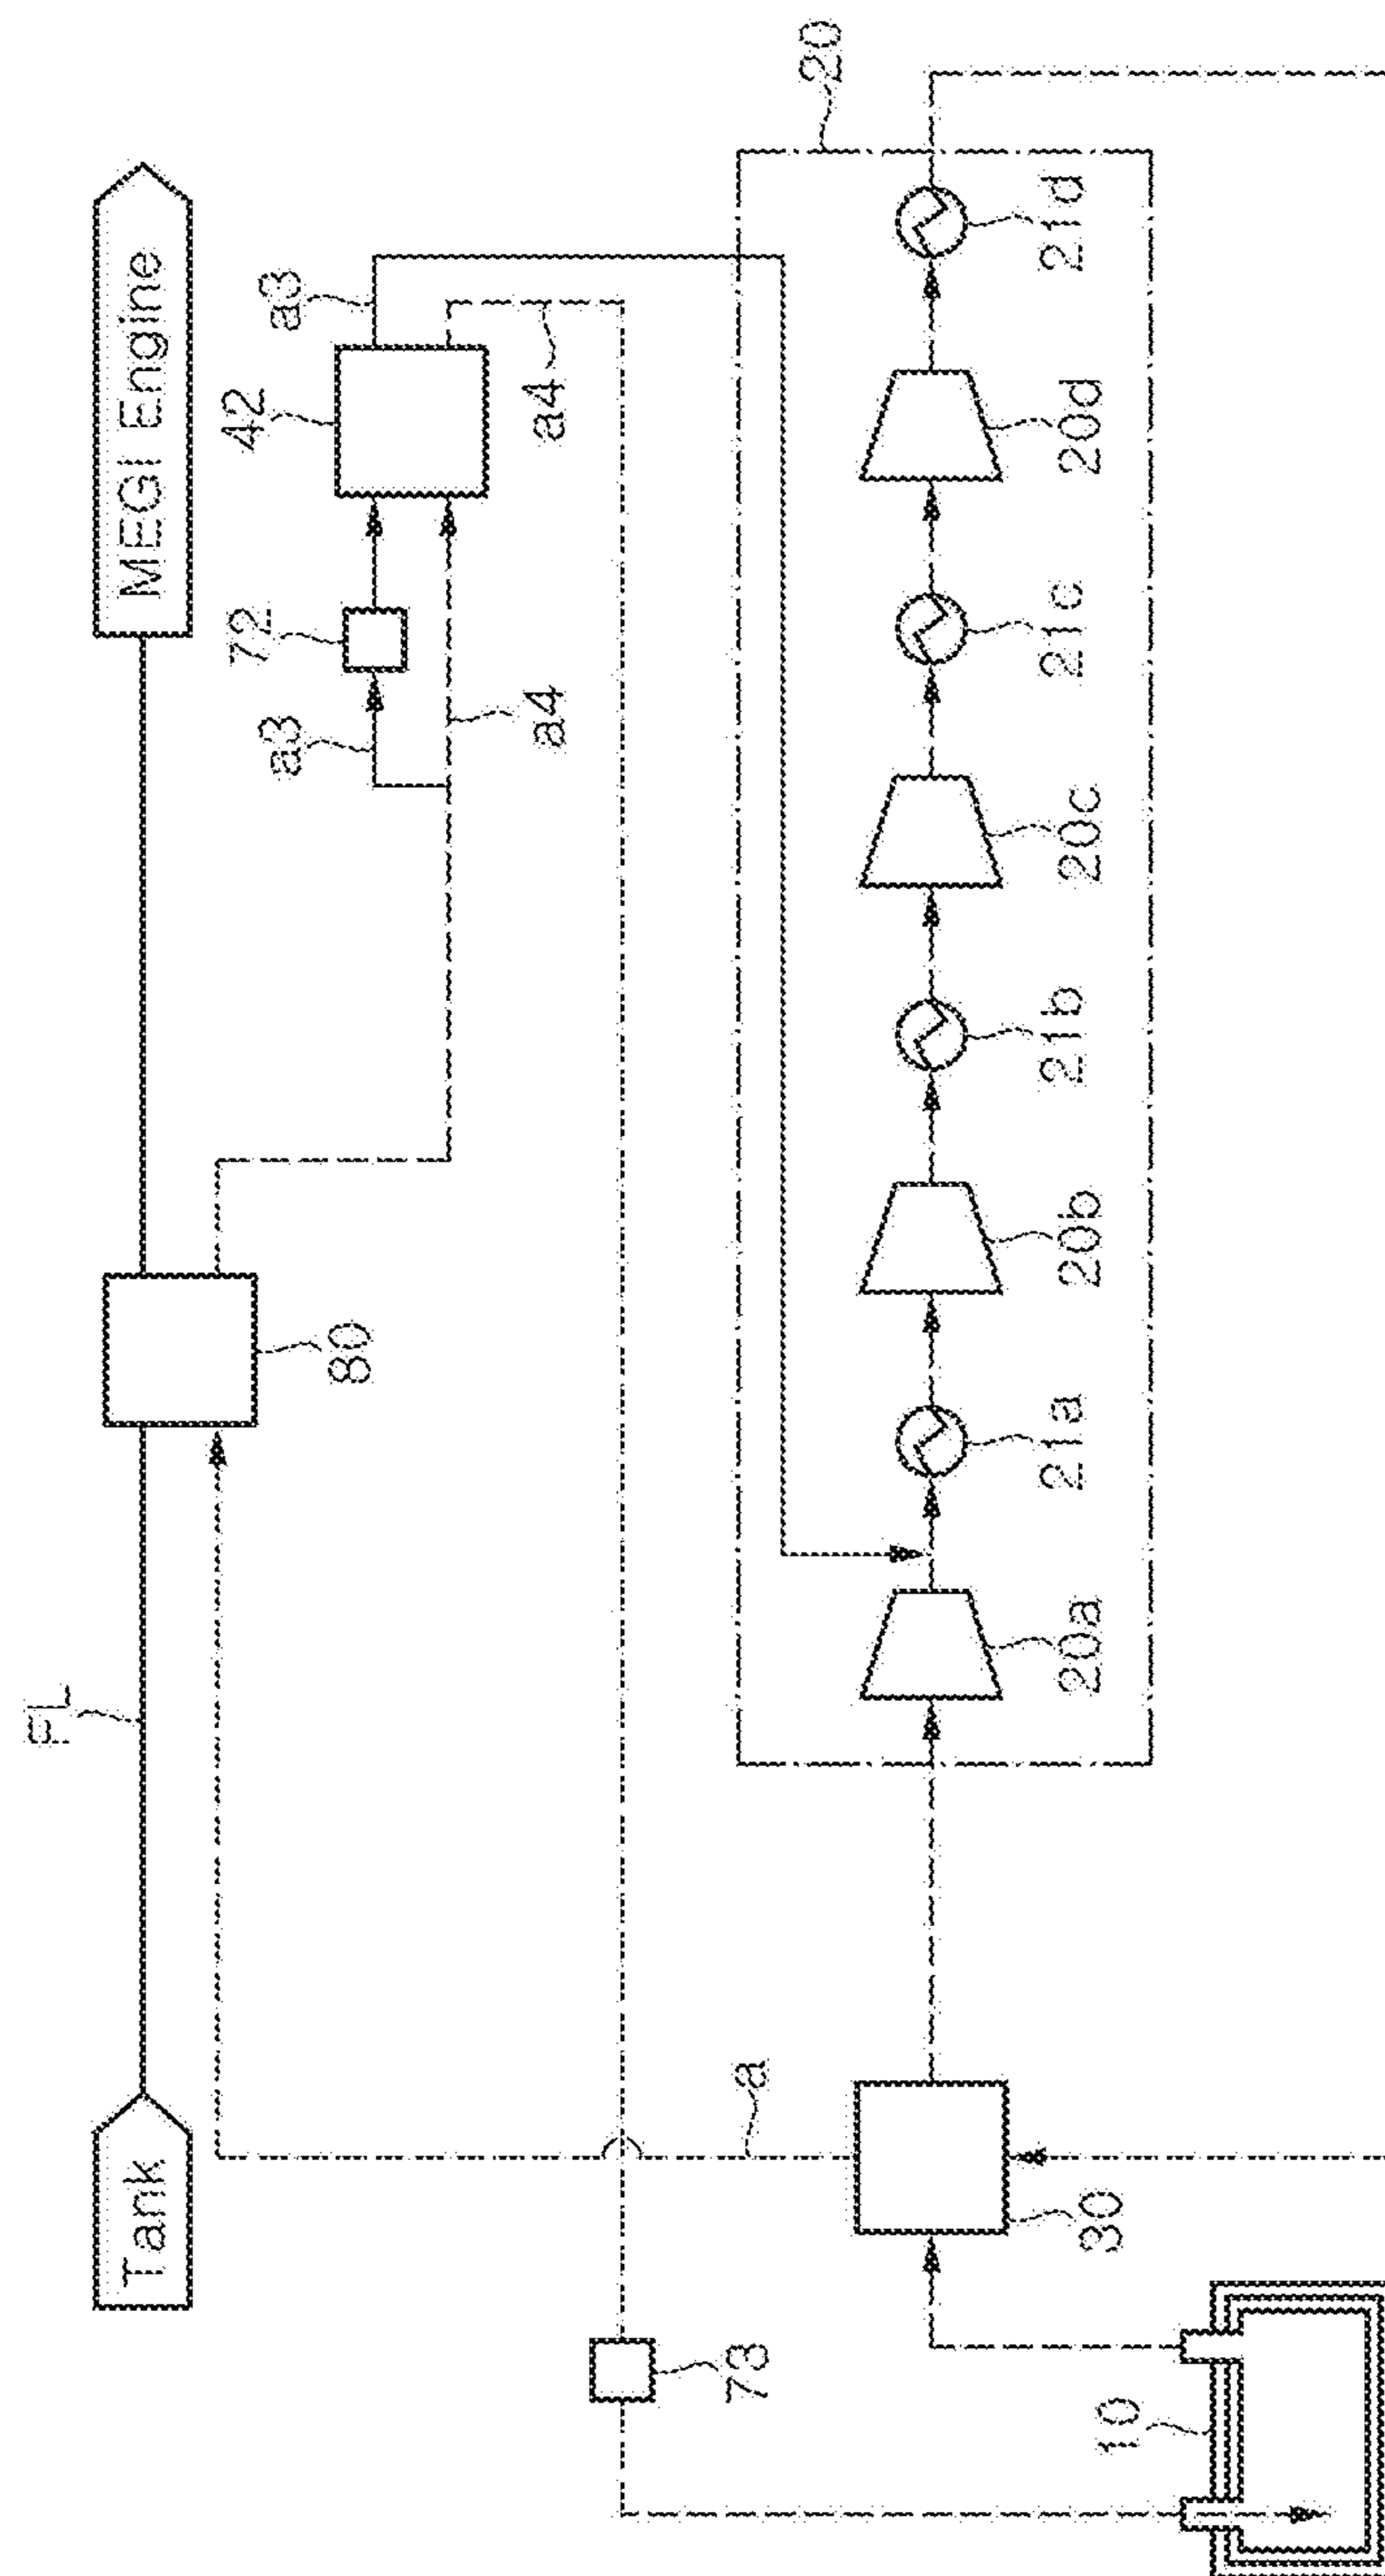 Tank
FL
MEGI Engine
80
a3
72
a4
42
a3
a4
73
a
10
30
20
20a
21a
20b
21b
20c
21c
20d
21d